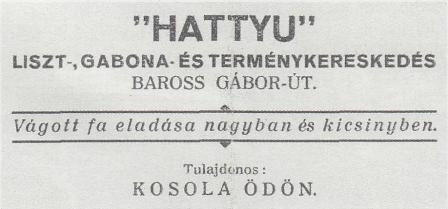 "HATTYU"
LISZT-, GABONA- ÉS TERMÉNYKERESKEDÉS
BAROSS GÁBOR-ÚT.
Vágott fa eladása nagyban és kicsinyben.
Tulajdonos:
KOSOLA ÖDÖN.